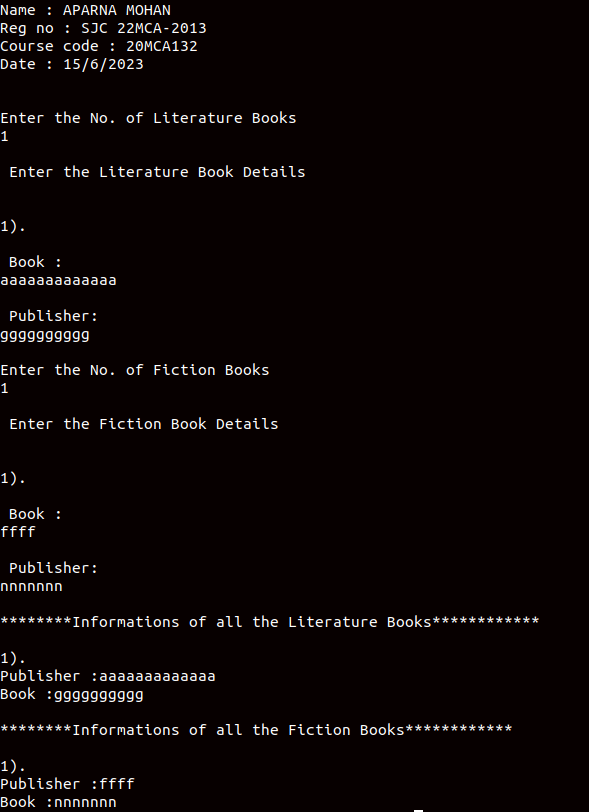 Name : APARNA MOHAN
Reg no : SJC 22MCA-2013
Course code : 20MCA132
Date : 15/6/2023
Enter the No. of Literature Books
1
Enter the Literature Book Details
1).
Book :
aaaaaaaaaaaaa
Publisher:
gggggggggg
Enter the No. of Fiction Books
1
Enter the Fiction Book Details
1).
Book :
ffff
Publisher:
nnnnnnn
********Informations of all the Literature Books************
1).
Publisher :aaaaaaaaaaaaa
Book :gggggggggg
********Informations of all the Fiction Books************
1).
Publisher :ffff
Book :nnnnnnn